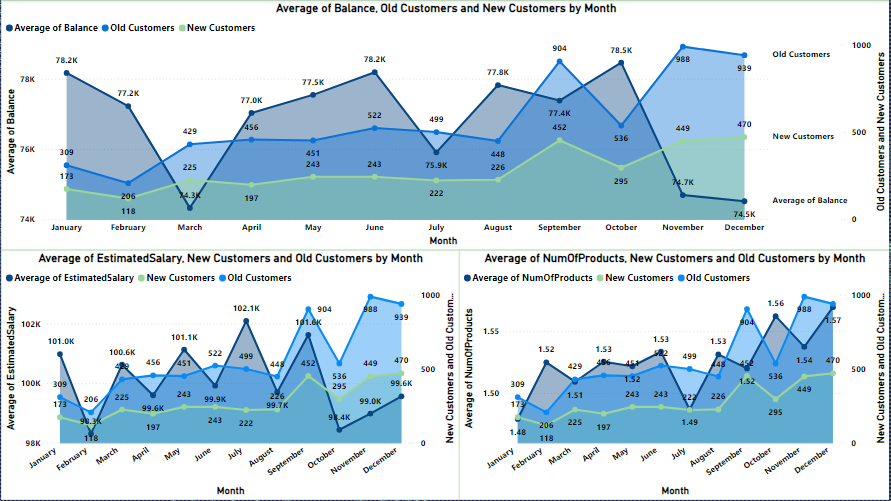 Average of Balance, Old Customers and New Customers by Month
Average of Balance Old Customers New Customers
Average of Balance
78K
76K
74K
78.2K
77.2K
74.3K
77.0K
77.5K
78.2K
75.9K
77.8K
77.4K
78.5K
74.7K
74.5K
309
206
429
456
451
522
499
448
904
536
988
939
173
118
225
197
243
243
222
226
452
295
449
470
Old Customers
New Customers
Average of Balance
1000
500
0
Old Customers and New Customers
January February March April May June July August September October November December
Month
Average of EstimatedSalary, New Customers and Old Customers by Month
Average of EstimatedSalary New Customers Old Customers
Average of EstimatedSalary
102K
100K
98K
101.0K
98.3K
100.6K
99.6K
101.1K
99.9K
102.1K
99.7K
101.6K
98.4K
99.0K
99.6K
309
206
429
456
451
522
499
448
904
536
988
939
173
118
225
197
243
243
222
226
452
295
449
470
1000
500
0
New Customers and Old Custom...
January February March April May June July August September October November December
Month
Average of NumOfProducts, New Customers and Old Customers by Month
Average of NumOfProducts New Customers Old Customers
Average of NumOfProducts
1.55
1.50
1.48
1.52
1.51
1.53
1.52
1.53
1.49
1.53
1.52
1.56
1.54
1.57
309
206
429
456
451
522
499
448
904
536
988
173
118
225
197
243
243
222
226
452
295
449
470
1000
500
0
New Customers and Old Custom...
January February March April May June July August September October November December
Month